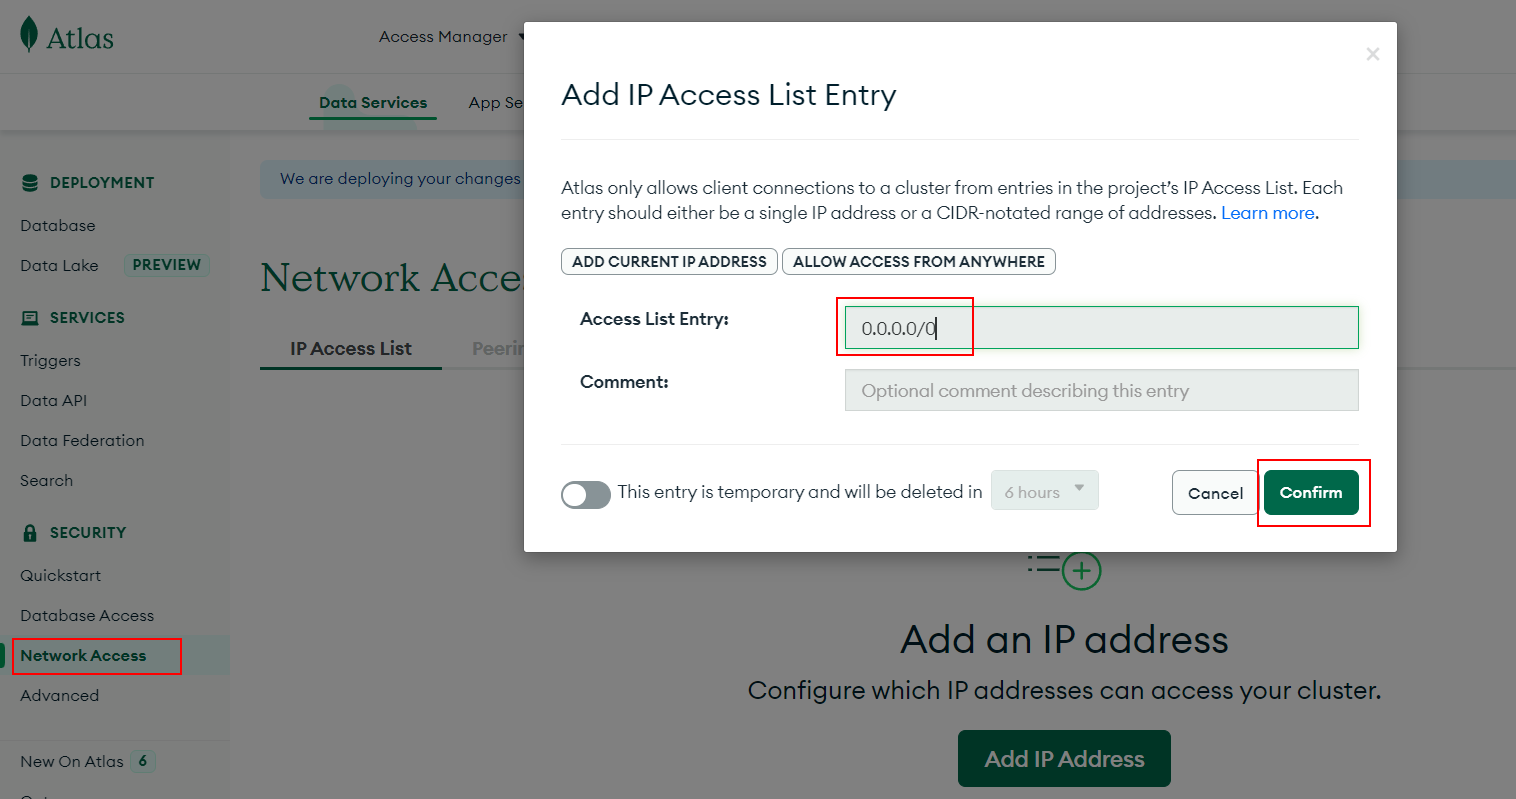 Atlas
Access Manager
Data Services
App Se
DEPLOYMENT
Database
Data Lake PREVIEW
SERVICES
Triggers
Data API
Data Federation
Search
SECURITY
Quickstart
Database Access
Network Access
Advanced
New On Atlas 6
We are deploying your changes
Network Acce
IP Access List
Peerin
Add IP Access List Entry
Atlas only allows client connections to a cluster from entries in the project's IP Access List. Each
entry should either be a single IP address or a CIDR-notated range of addresses. Learn more.
ADD CURRENT IP ADDRESS
ALLOW ACCESS FROM ANYWHERE
Access List Entry:
0.0.0.0/0
Comment:
Optional comment describing this entry
This entry is temporary and will be deleted in
6 hours
Cancel
Confirm
Add an IP address
Configure which IP addresses can access your cluster.
Add IP Address